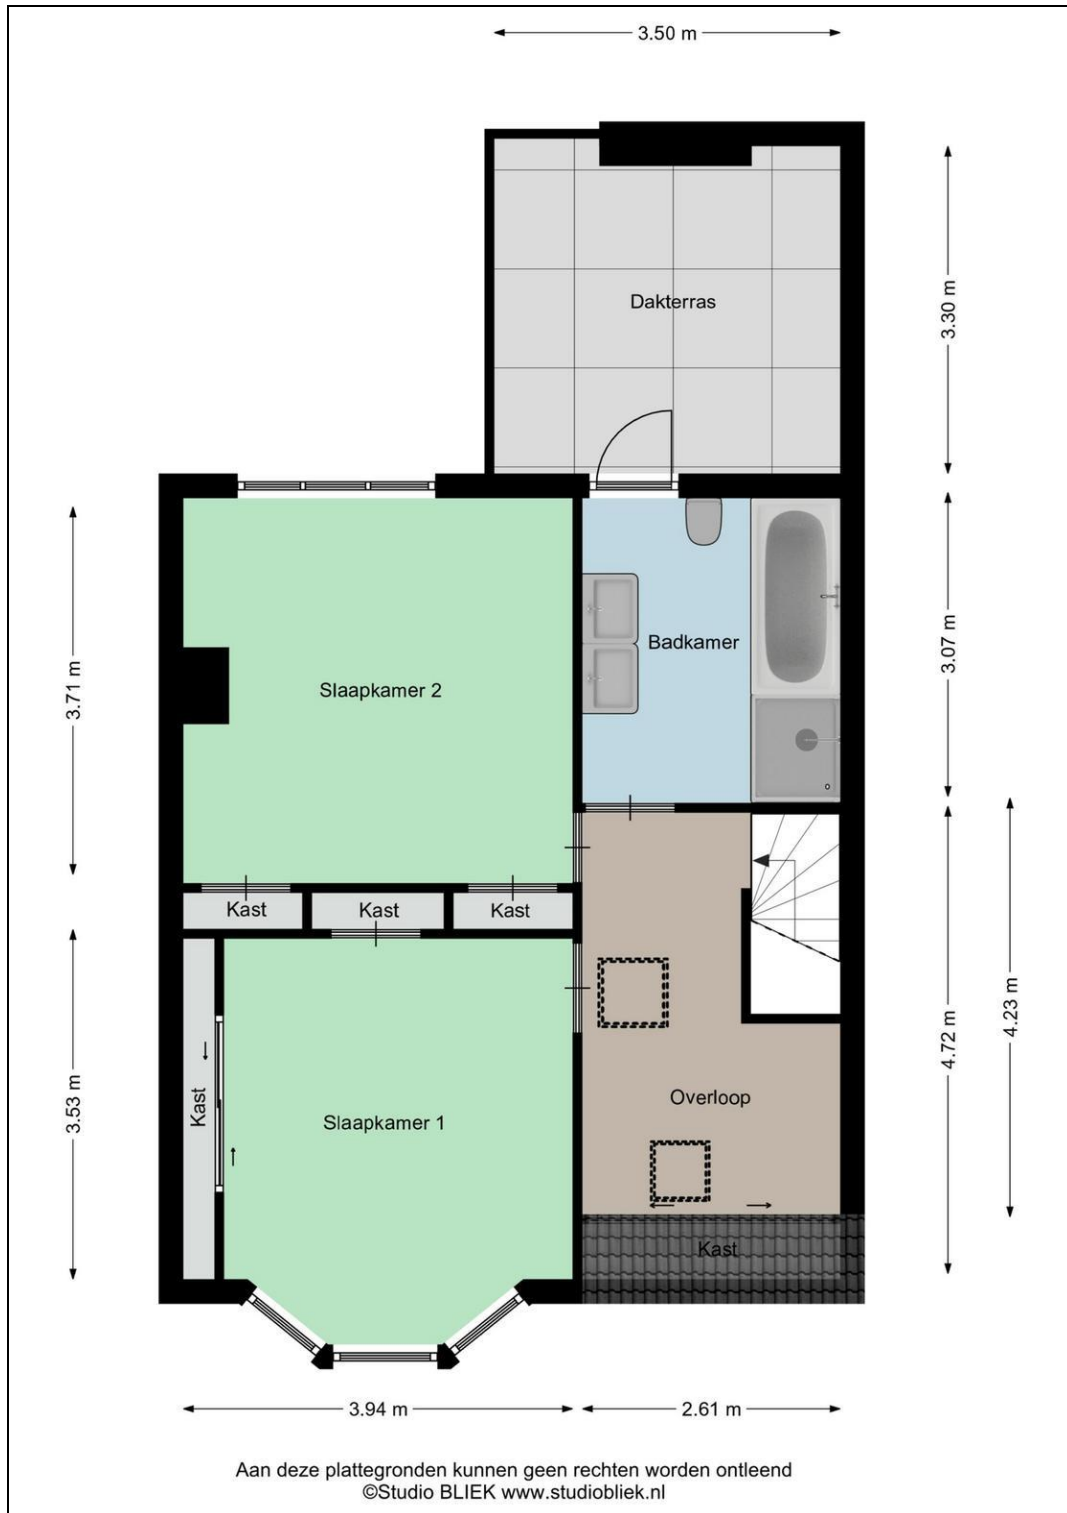 3.50 m
3.30 m
Dakterras
3.07 m
Badkamer
3.71 m
Slaapkamer 2
Kast
Kast
Kast
4.23 m
4.72 m
3.53 m
Kast
Slaapkamer 1
Overloop
Kast
3.94 m
2.61 m
Aan deze plattegronden kunnen geen rechten worden ontleend
©Studio BLIEK www.studiobliek.nl